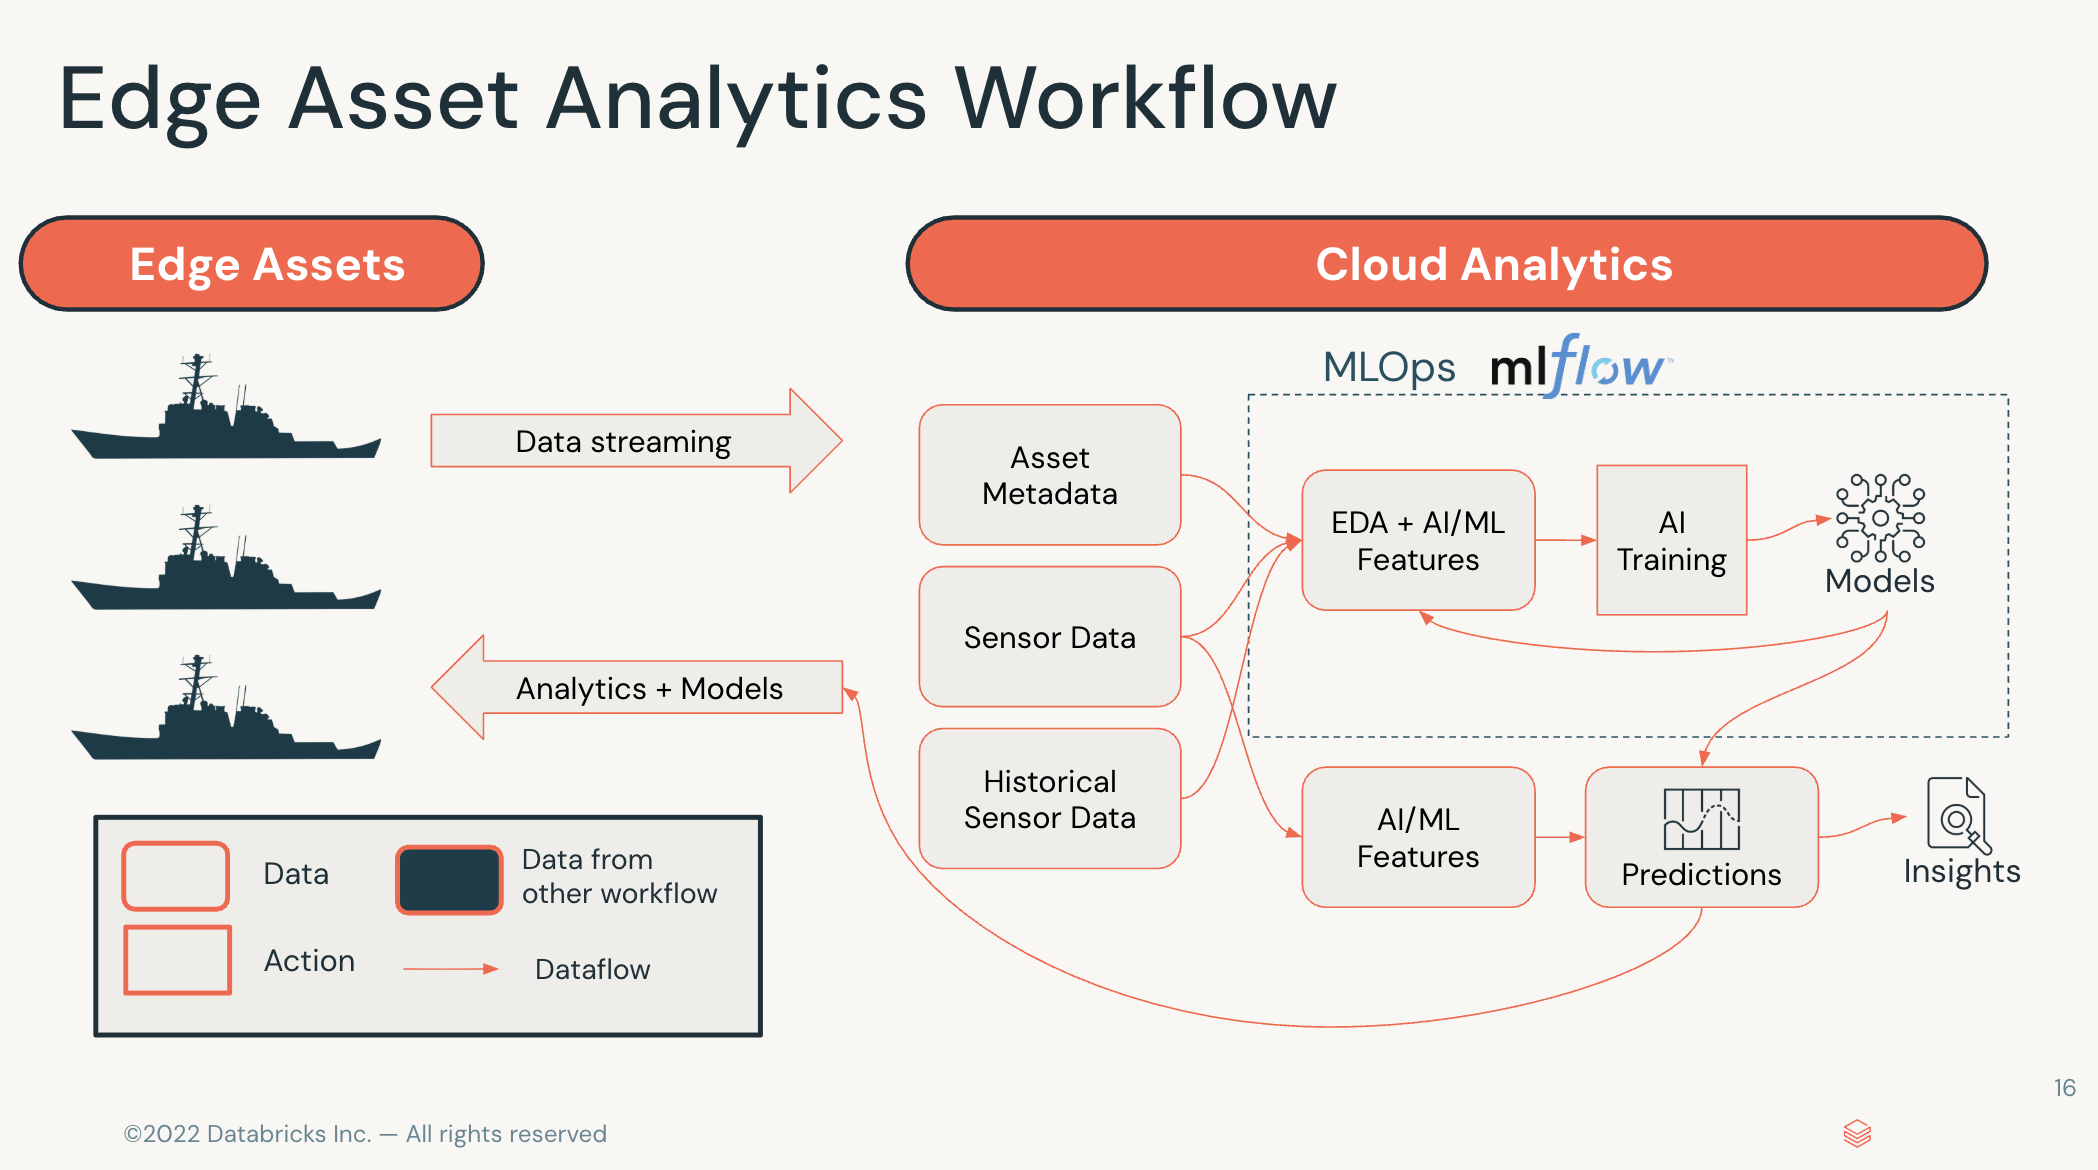 Edge Asset Analytics Workflow
Edge Assets
Cloud Analytics
MLOps mlflow™
Data streaming
Asset
Metadata
EDA + AI/ML
Features
AI
Training
Models
Sensor Data
Analytics + Models
Historical
Sensor Data
AI/ML
Features
Predictions
Insights
Data
Data from
other workflow
Action
Dataflow
16
©2022 Databricks Inc. — All rights reserved